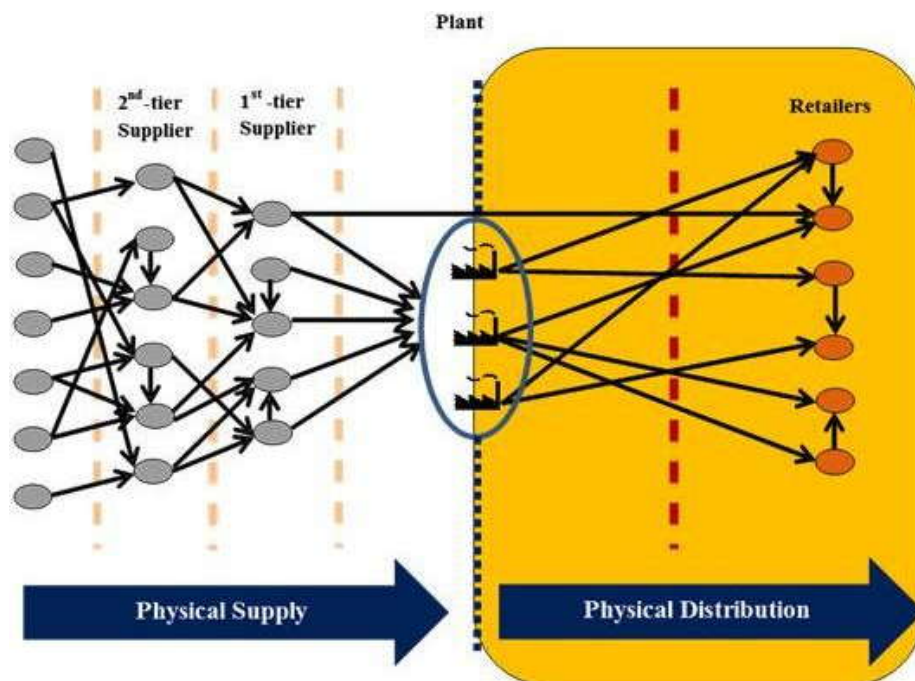 Plant
2nd-tier
Supplier
1st -tier
Supplier
Retailers
Physical Supply
Physical Distribution